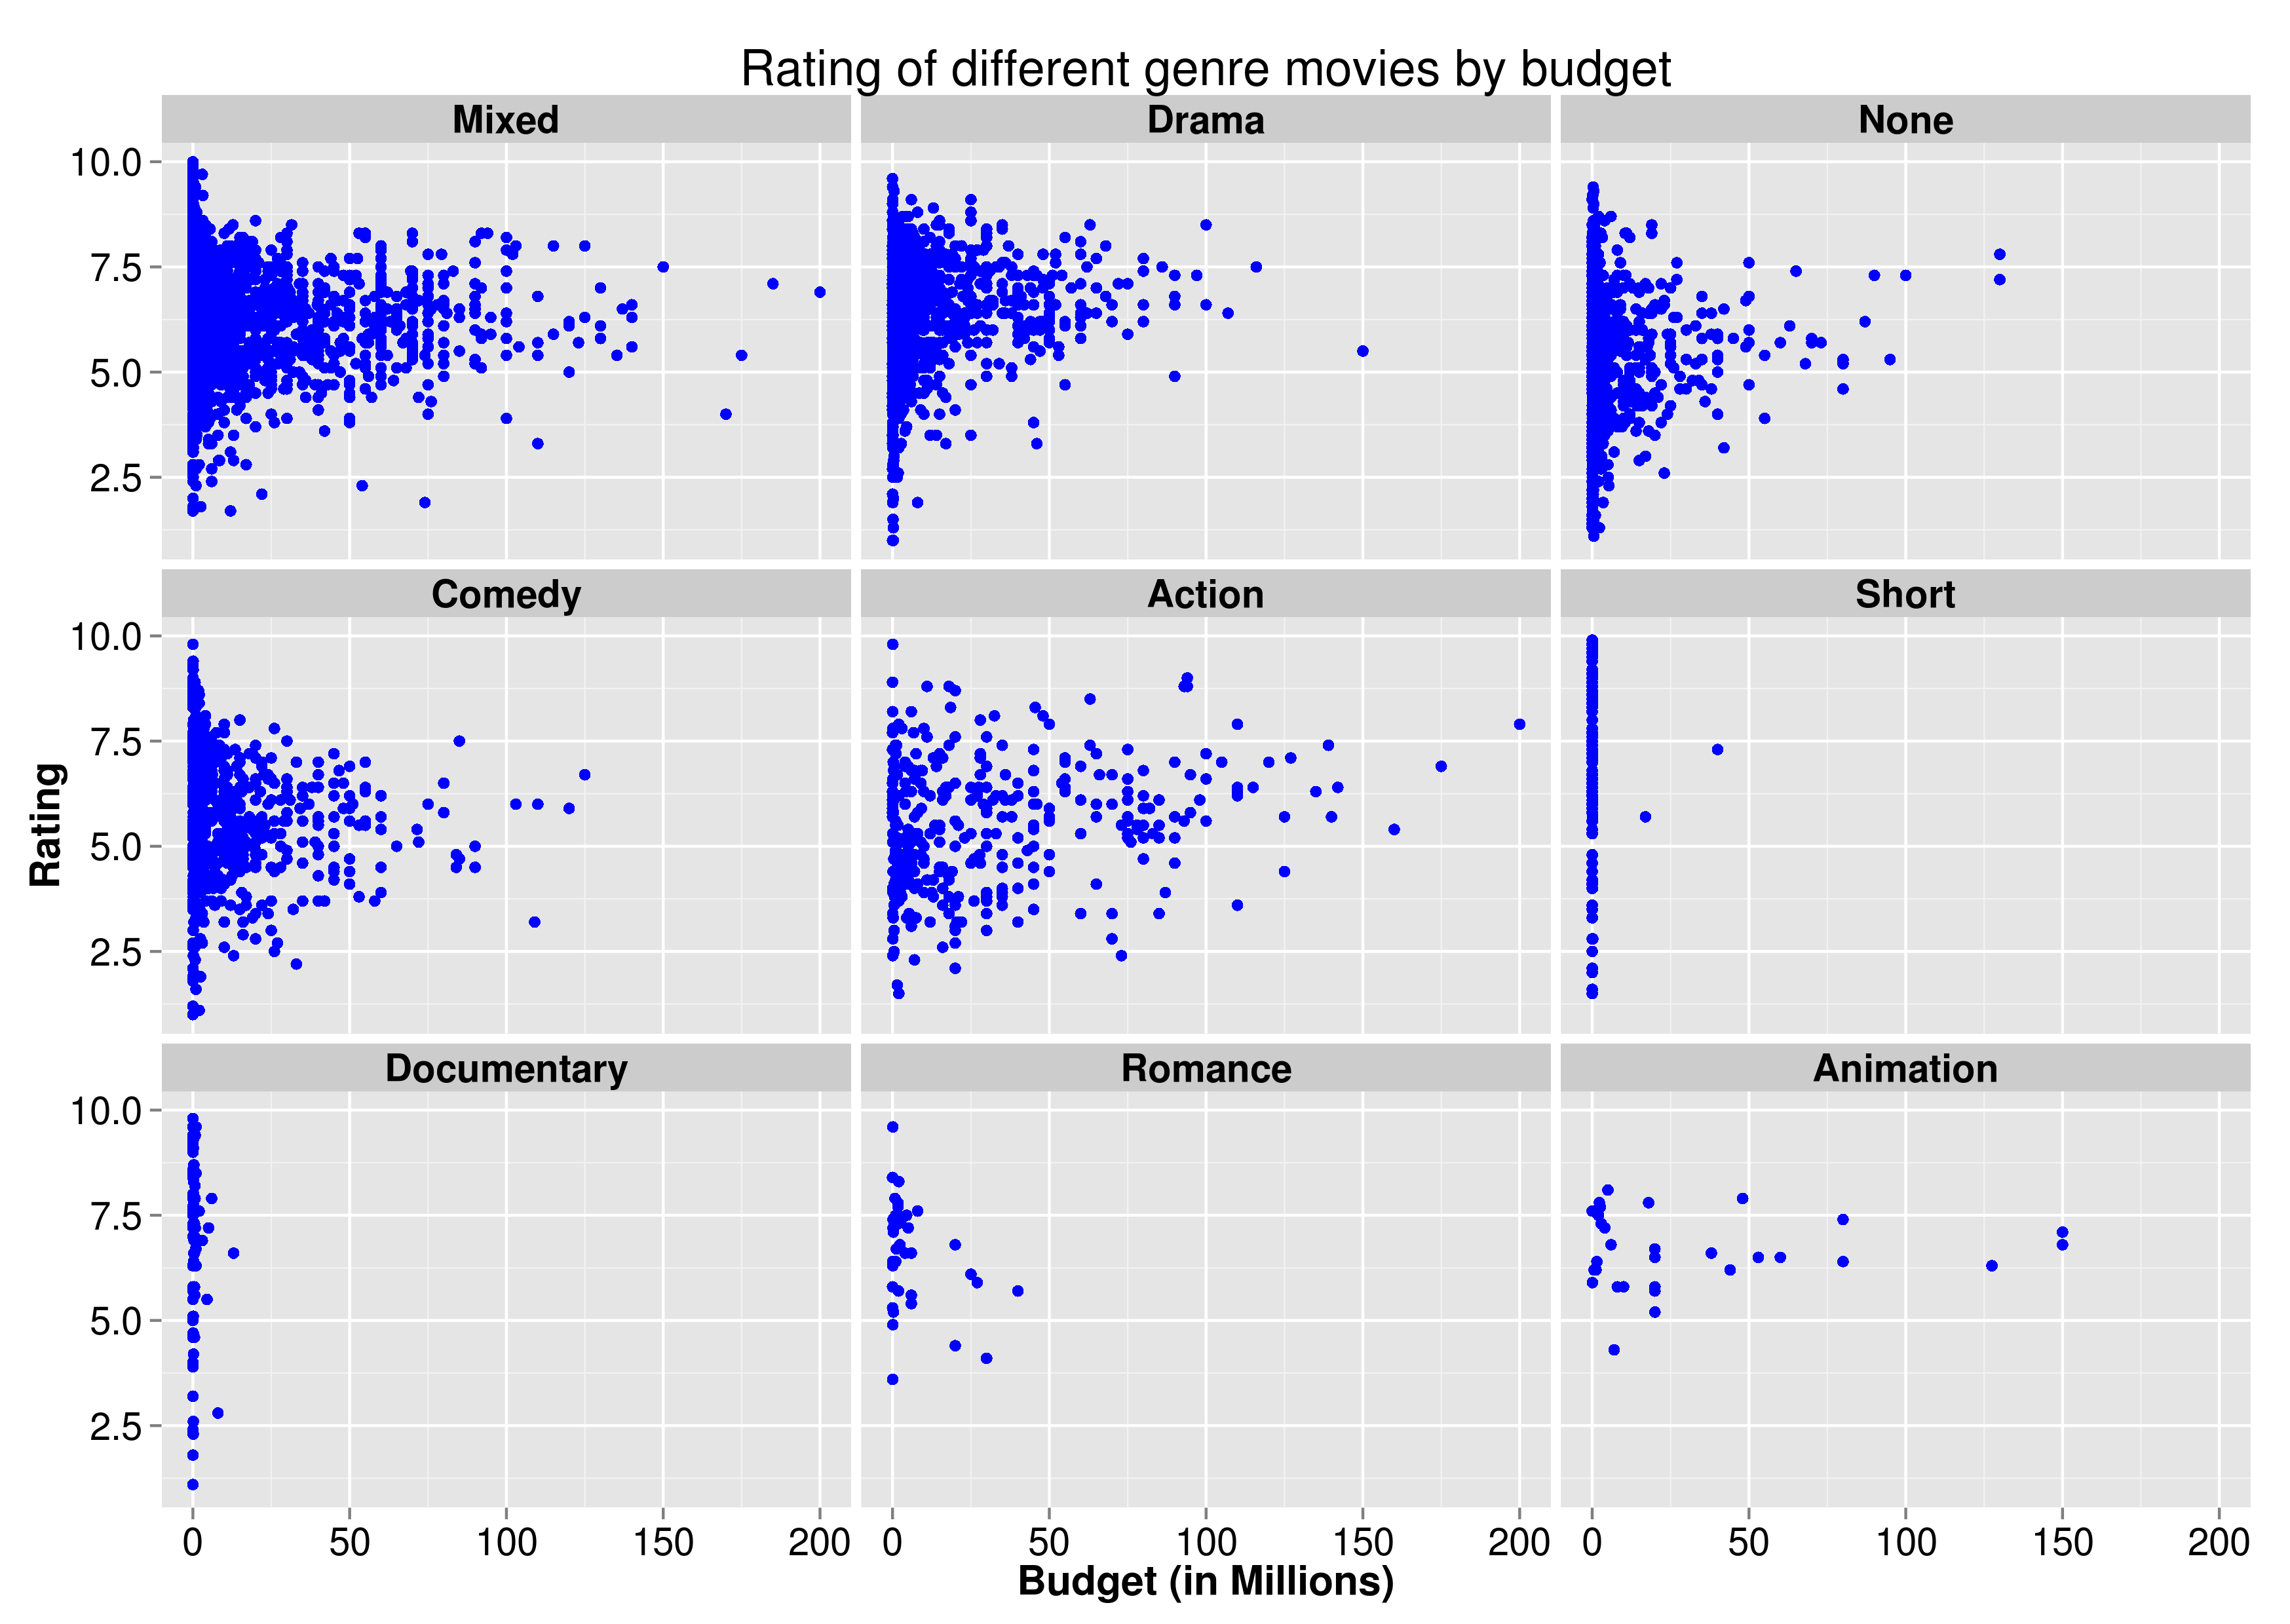 Rating of different genre movies by budget
Mixed Drama None
10.0
7.5
5.0
2.5
Comedy Action Short
10.0
7.5
5.0
2.5
Rating
Documentary Romance Animation
10.0
7.5
5.0
2.5
0 50 100 150 200 0 50 100 150 200 0 50 100 150 200
Budget (in Millions)